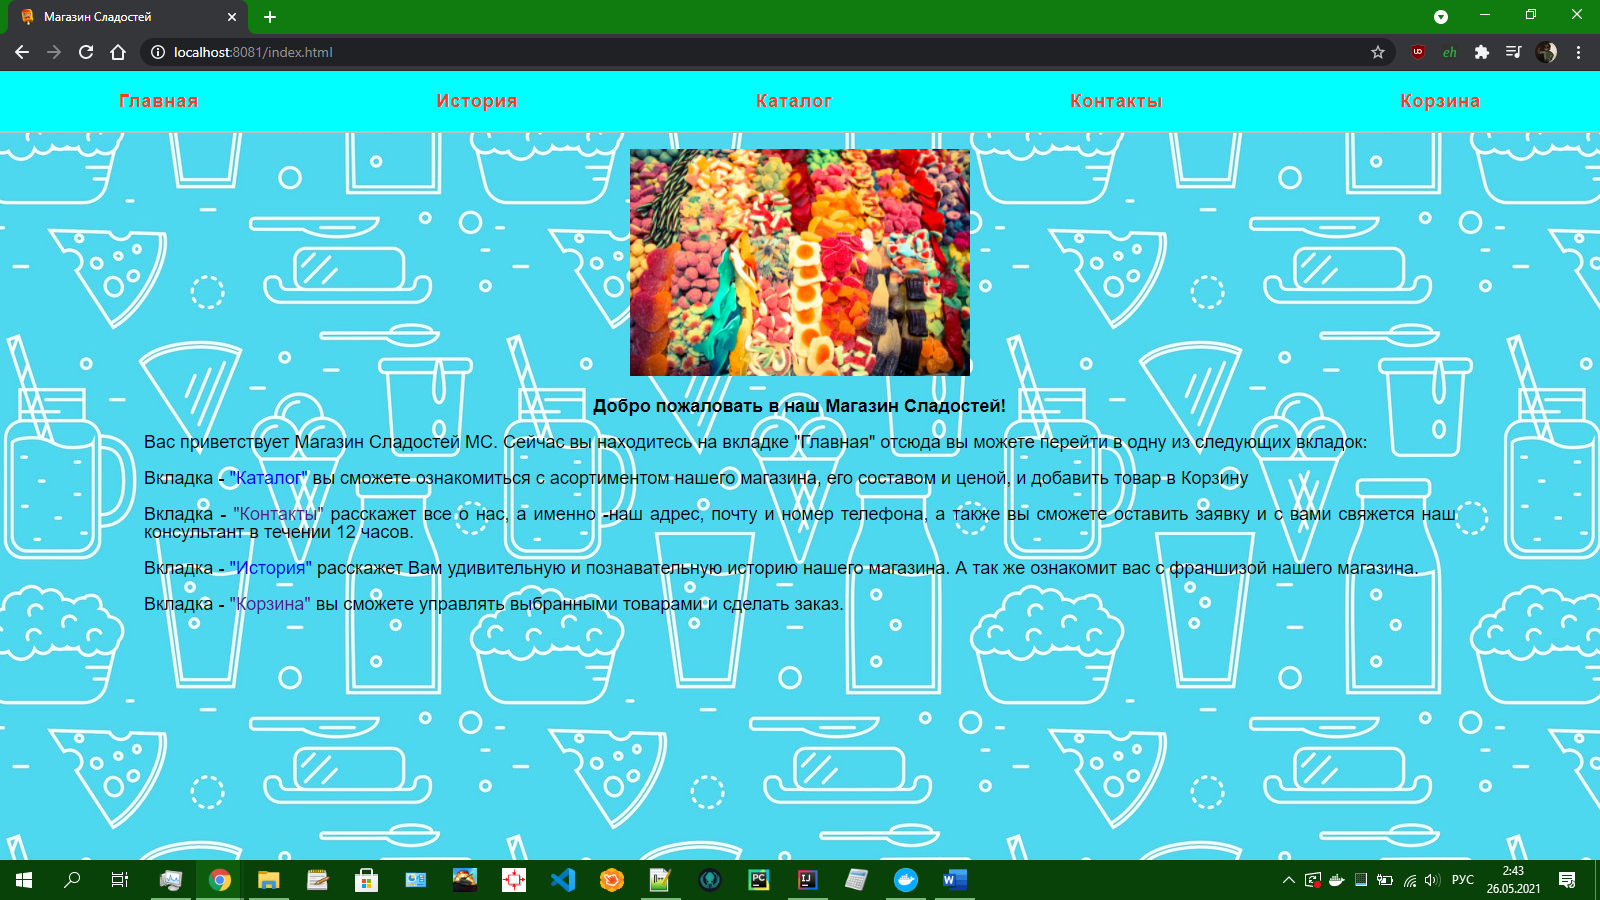 Магазин Сладостей
localhost:8081/index.html
Главная История Каталог Контакты Корзина
Добро пожаловать в наш Магазин Сладостей!
Вас приветствует Магазин Сладостей МС. Сейчас вы находитесь на вкладке "Главная" отсюда вы можете перейти в одну из следующих вкладок:
Вкладка - "Каталог" вы сможете ознакомиться с асортиментом нашего магазина, его составом и ценой, и добавить товар в Корзину
Вкладка - "Контакты" расскажет все о нас, а именно -наш адрес, почту и номер телефона, а также вы сможете оставить заявку и с вами свяжется наш
консультант в течении 12 часов.
Вкладка - "История" расскажет Вам удивительную и познавательную историю нашего магазина. А так же ознакомит вас с франшизой нашего магазина.
Вкладка - "Корзина" вы сможете управлять выбранными товарами и сделать заказ.
РУС
2:43
26.05.2021